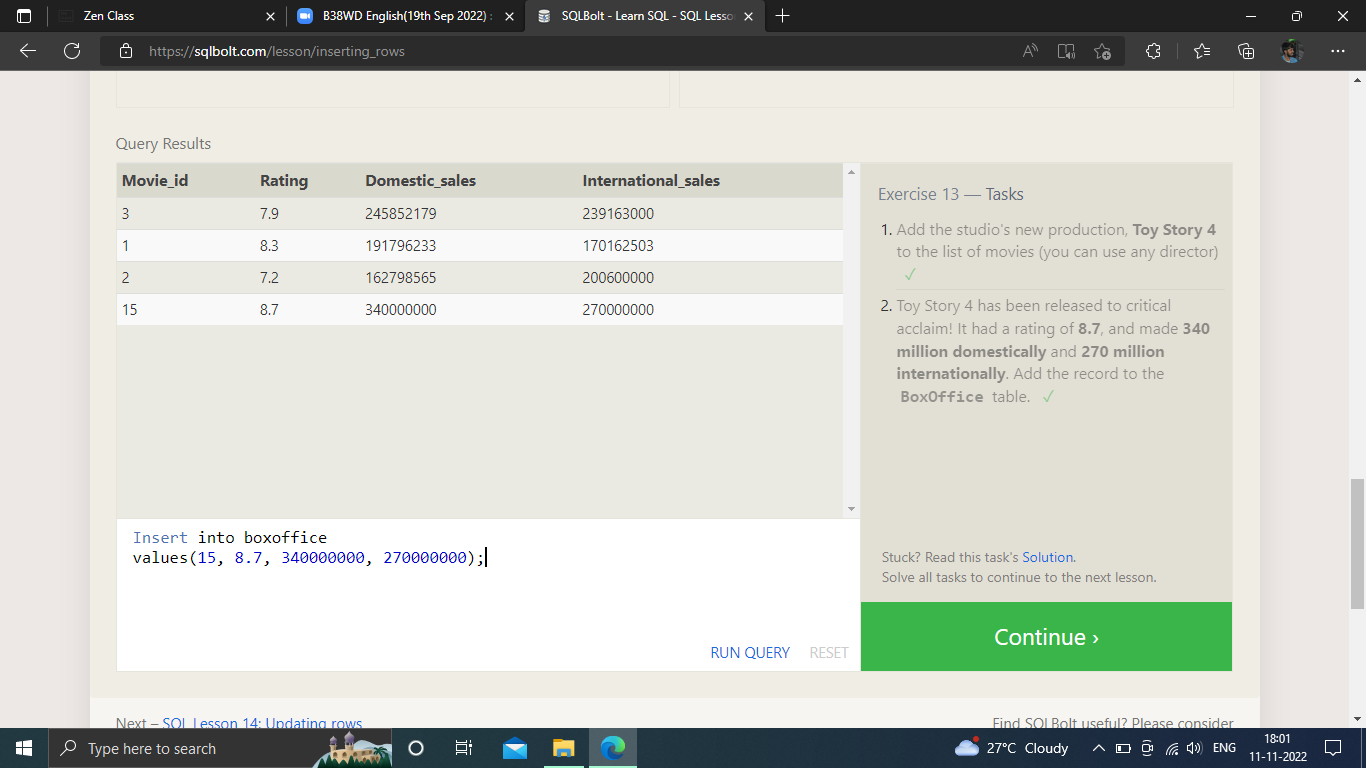 Zen Class
B38WD English(19th Sep 2022) :
SQLBolt - Learn SQL - SQL Lesso
https://sqlbolt.com/lesson/inserting_rows
Query Results
Movie_id Rating Domestic_sales International_sales
3 7.9 245852179 239163000
1 8.3 191796233 170162503
2 7.2 162798565 200600000
15 8.7 340000000 270000000
Insert into boxoffice
values(15, 8.7, 340000000, 270000000);
RUN QUERY RESET
Exercise 13 — Tasks
1. Add the studio's new production, Toy Story 4
to the list of movies (you can use any director)
✓
2. Toy Story 4 has been released to critical
acclaim! It had a rating of 8.7, and made 340
million domestically and 270 million
internationally. Add the record to the
BoxOffice table. ✓
Stuck? Read this task's Solution.
Solve all tasks to continue to the next lesson.
Continue ›
Next – SQL Lesson 14: Updating rows
Find SQLBolt useful? Please consider
Type here to search
27°C Cloudy
ENG
18:01
11-11-2022